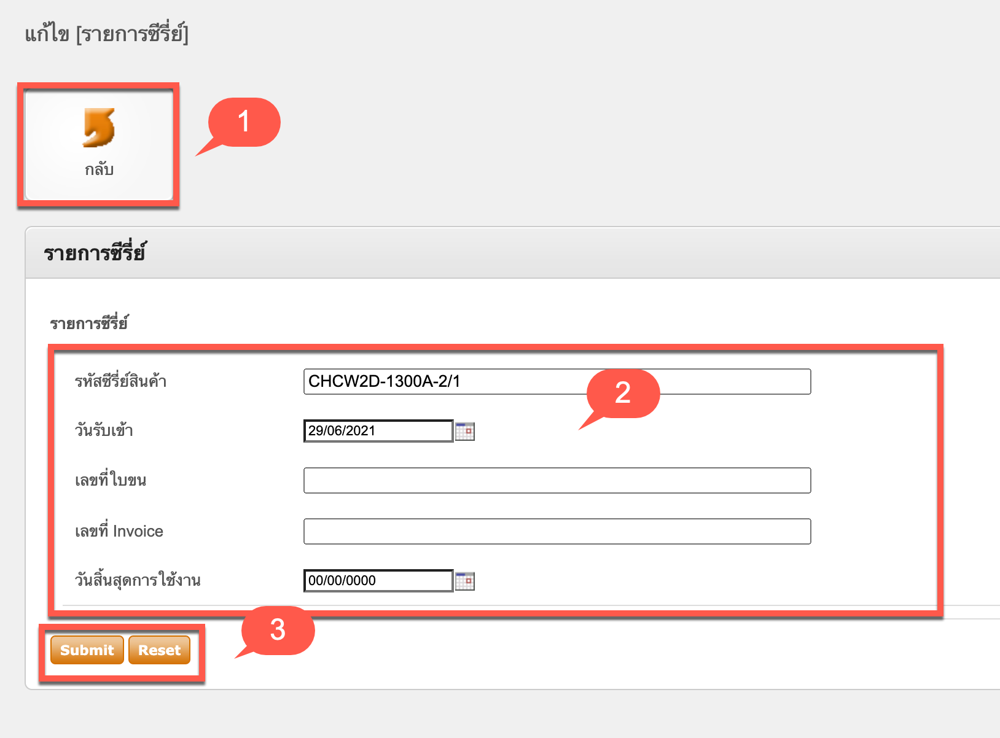 แก้ไข [รายการซีรี่ย์]
1
กลับ
รายการซีรี่ย์
รายการซีรี่ย์
รหัสซีรี่ย์สินค้า CHCW2D-1300A-2/1
2
วันรับเข้า 29/06/2021
เลขที่ใบขน
เลขที่ Invoice
วันสิ้นสุดการใช้งาน 00/00/0000
3
Submit Reset